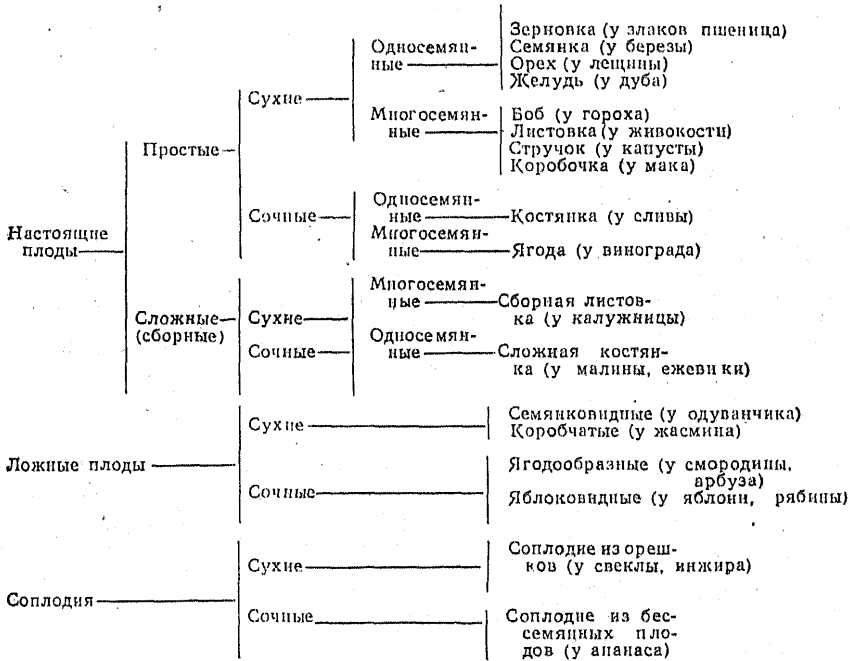 Зерновка (у злаков пшеница)
Семянка (у березы)
Орех (у лещины)
Желудь (у дуба)
Односемян-
ные
Сухие
Многосемян-
ные
Боб (у гороха)
Листовка (у живокости)
Стручок (у капусты)
Коробочка (у мака)
Простые
Сочные
Односемян-
ные
Костянка (у сливы)
Многосемян-
ные
Ягода (у винограда)
Настоящие
плоды
Сложные
(сборные)
Сухие
Многосемян-
ные
Сборная листов-
ка (у калужницы)
Сочные
Односемян-
ные
Сложная костян-
ка (у малины, ежевики)
Ложные плоды
Сухие
Семянковидные (у одуванчика)
Коробчатые (у жасмина)
Сочные
Ягодообразные (у смородины,
арбуза)
Яблоковидные (у яблони, рябины)
Соплодия
Сухие
Соплодие из ореш-
ков (у свеклы, инжира)
Сочные
Соплодие из бес-
семянных пло-
дов (у ананаса)